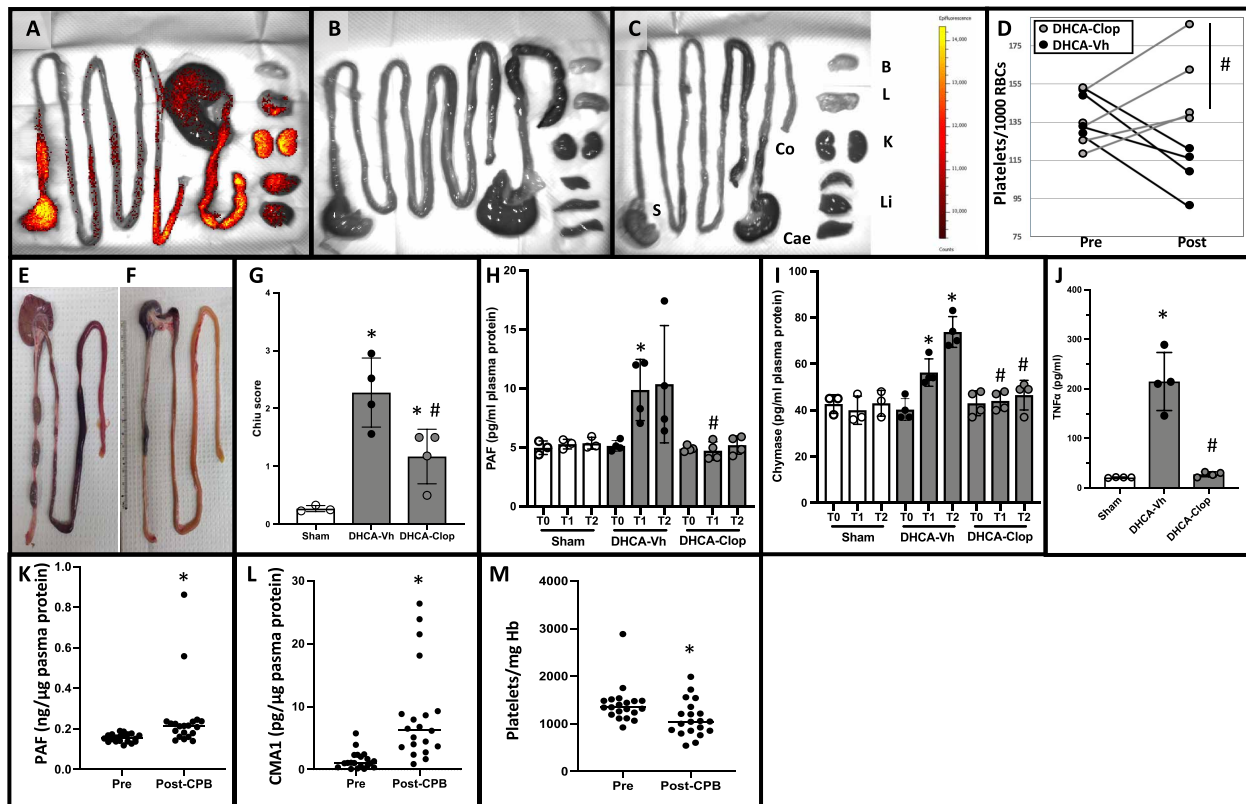 A
B
C
Epifluorescence
14,000
13,000
12,000
11,000
10,000
Counts
B
L
K
Li
Co
S
Cae
D
DHCA-Clop
DHCA-Vh
#
Platelets/1000 RBCs
175
155
135
115
95
75
Pre Post
E
F
G
Chiu score
4
3
2
1
0
*
* #
Sham DHCA-Vh DHCA-Clop
H
PAF (pg/ml plasma protein)
20
15
10
5
0
*
#
T0 T1 T2 T0 T1 T2 T0 T1 T2
Sham DHCA-Vh DHCA-Clop
I
Chymase (pg/ml plasma protein)
100
80
60
40
20
0
*
*
# #
T0 T1 T2 T0 T1 T2 T0 T1 T2
Sham DHCA-Vh DHCA-Clop
J
TNFα (pg/ml)
400
300
200
100
0
*
#
Sham
DHCA-Vh
DHCA-Clop
K
PAF (ng/µg pasma protein)
1.0
0.8
0.6
0.4
0.2
0.0
*
Pre Post-CPB
L
CMA1 (pg/µg pasma protein)
30
20
10
0
*
Pre Post-CPB
M
Platelets/mg Hb
4000
3000
2000
1000
0
*
Pre Post-CPB